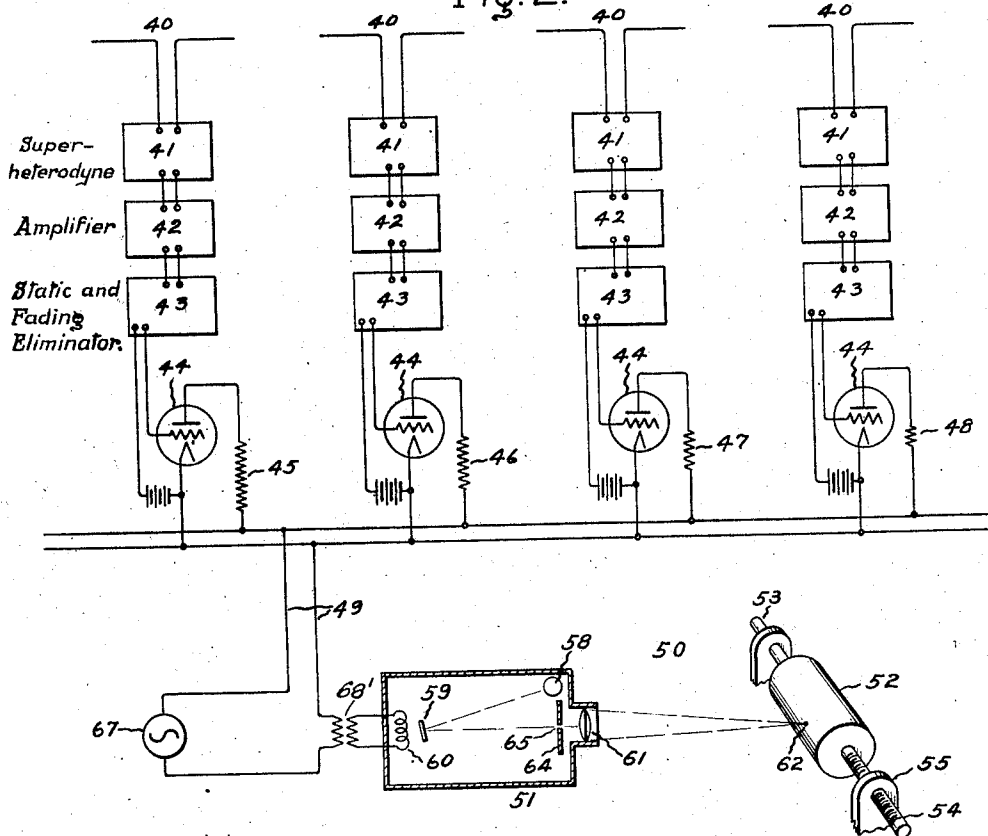 Fig. 2.
40 40 40 40
Super-
heterodyne
41 41 41 41
Amplifier
42 42 42 42
Static and
Fading
Eliminator.
43 43 43 43
44 44 44 44
45 46 47 48
49
53
58 50
59 52
68'
67
60 65 61 62 55
64
51 54